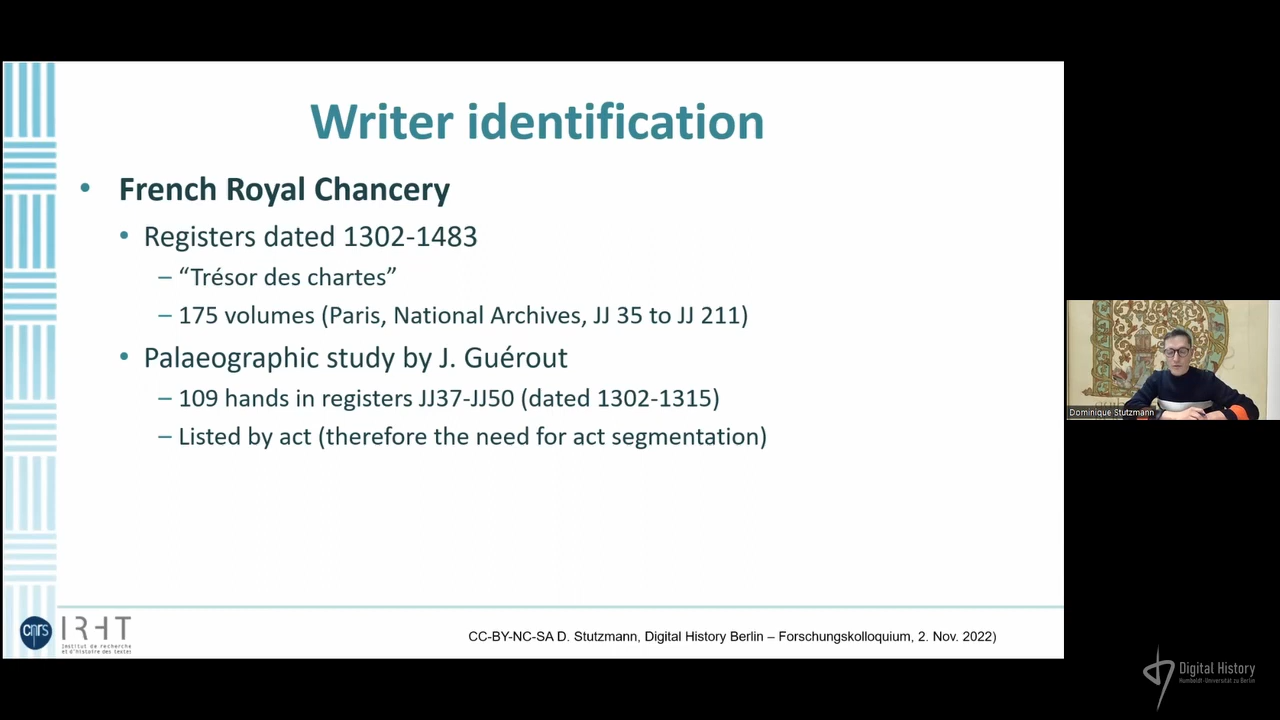 Writer identification
• French Royal Chancery
• Registers dated 1302-1483
– “Trésor des chartes”
– 175 volumes (Paris, National Archives, JJ 35 to JJ 211)
• Palaeographic study by J. Guérout
– 109 hands in registers JJ37-JJ50 (dated 1302-1315)
– Listed by act (therefore the need for act segmentation)
Dominique Stutzmann
cnrs
IRHT
Institut de recherche
et d'histoire des textes
CC-BY-NC-SA D. Stutzmann, Digital History Berlin – Forschungskolloquium, 2. Nov. 2022)
Digital History
Humboldt-Universität zu Berlin